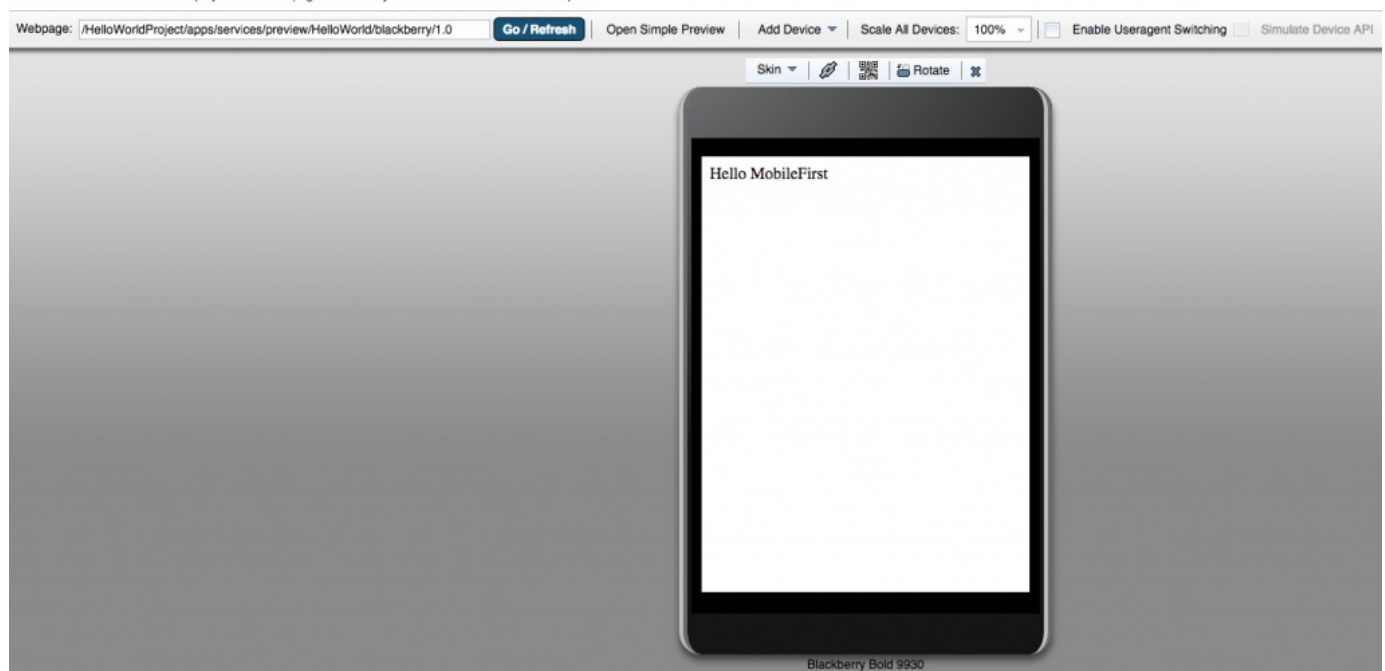 Webpage: /HelloWorldProject/apps/services/preview/HelloWorld/blackberry/1.0 Go / Refresh Open Simple Preview Add Device Scale All Devices: 100% Enable Useragent Switching Simulate Device API
Skin Rotate
Hello MobileFirst
Blackberry Bold 9930